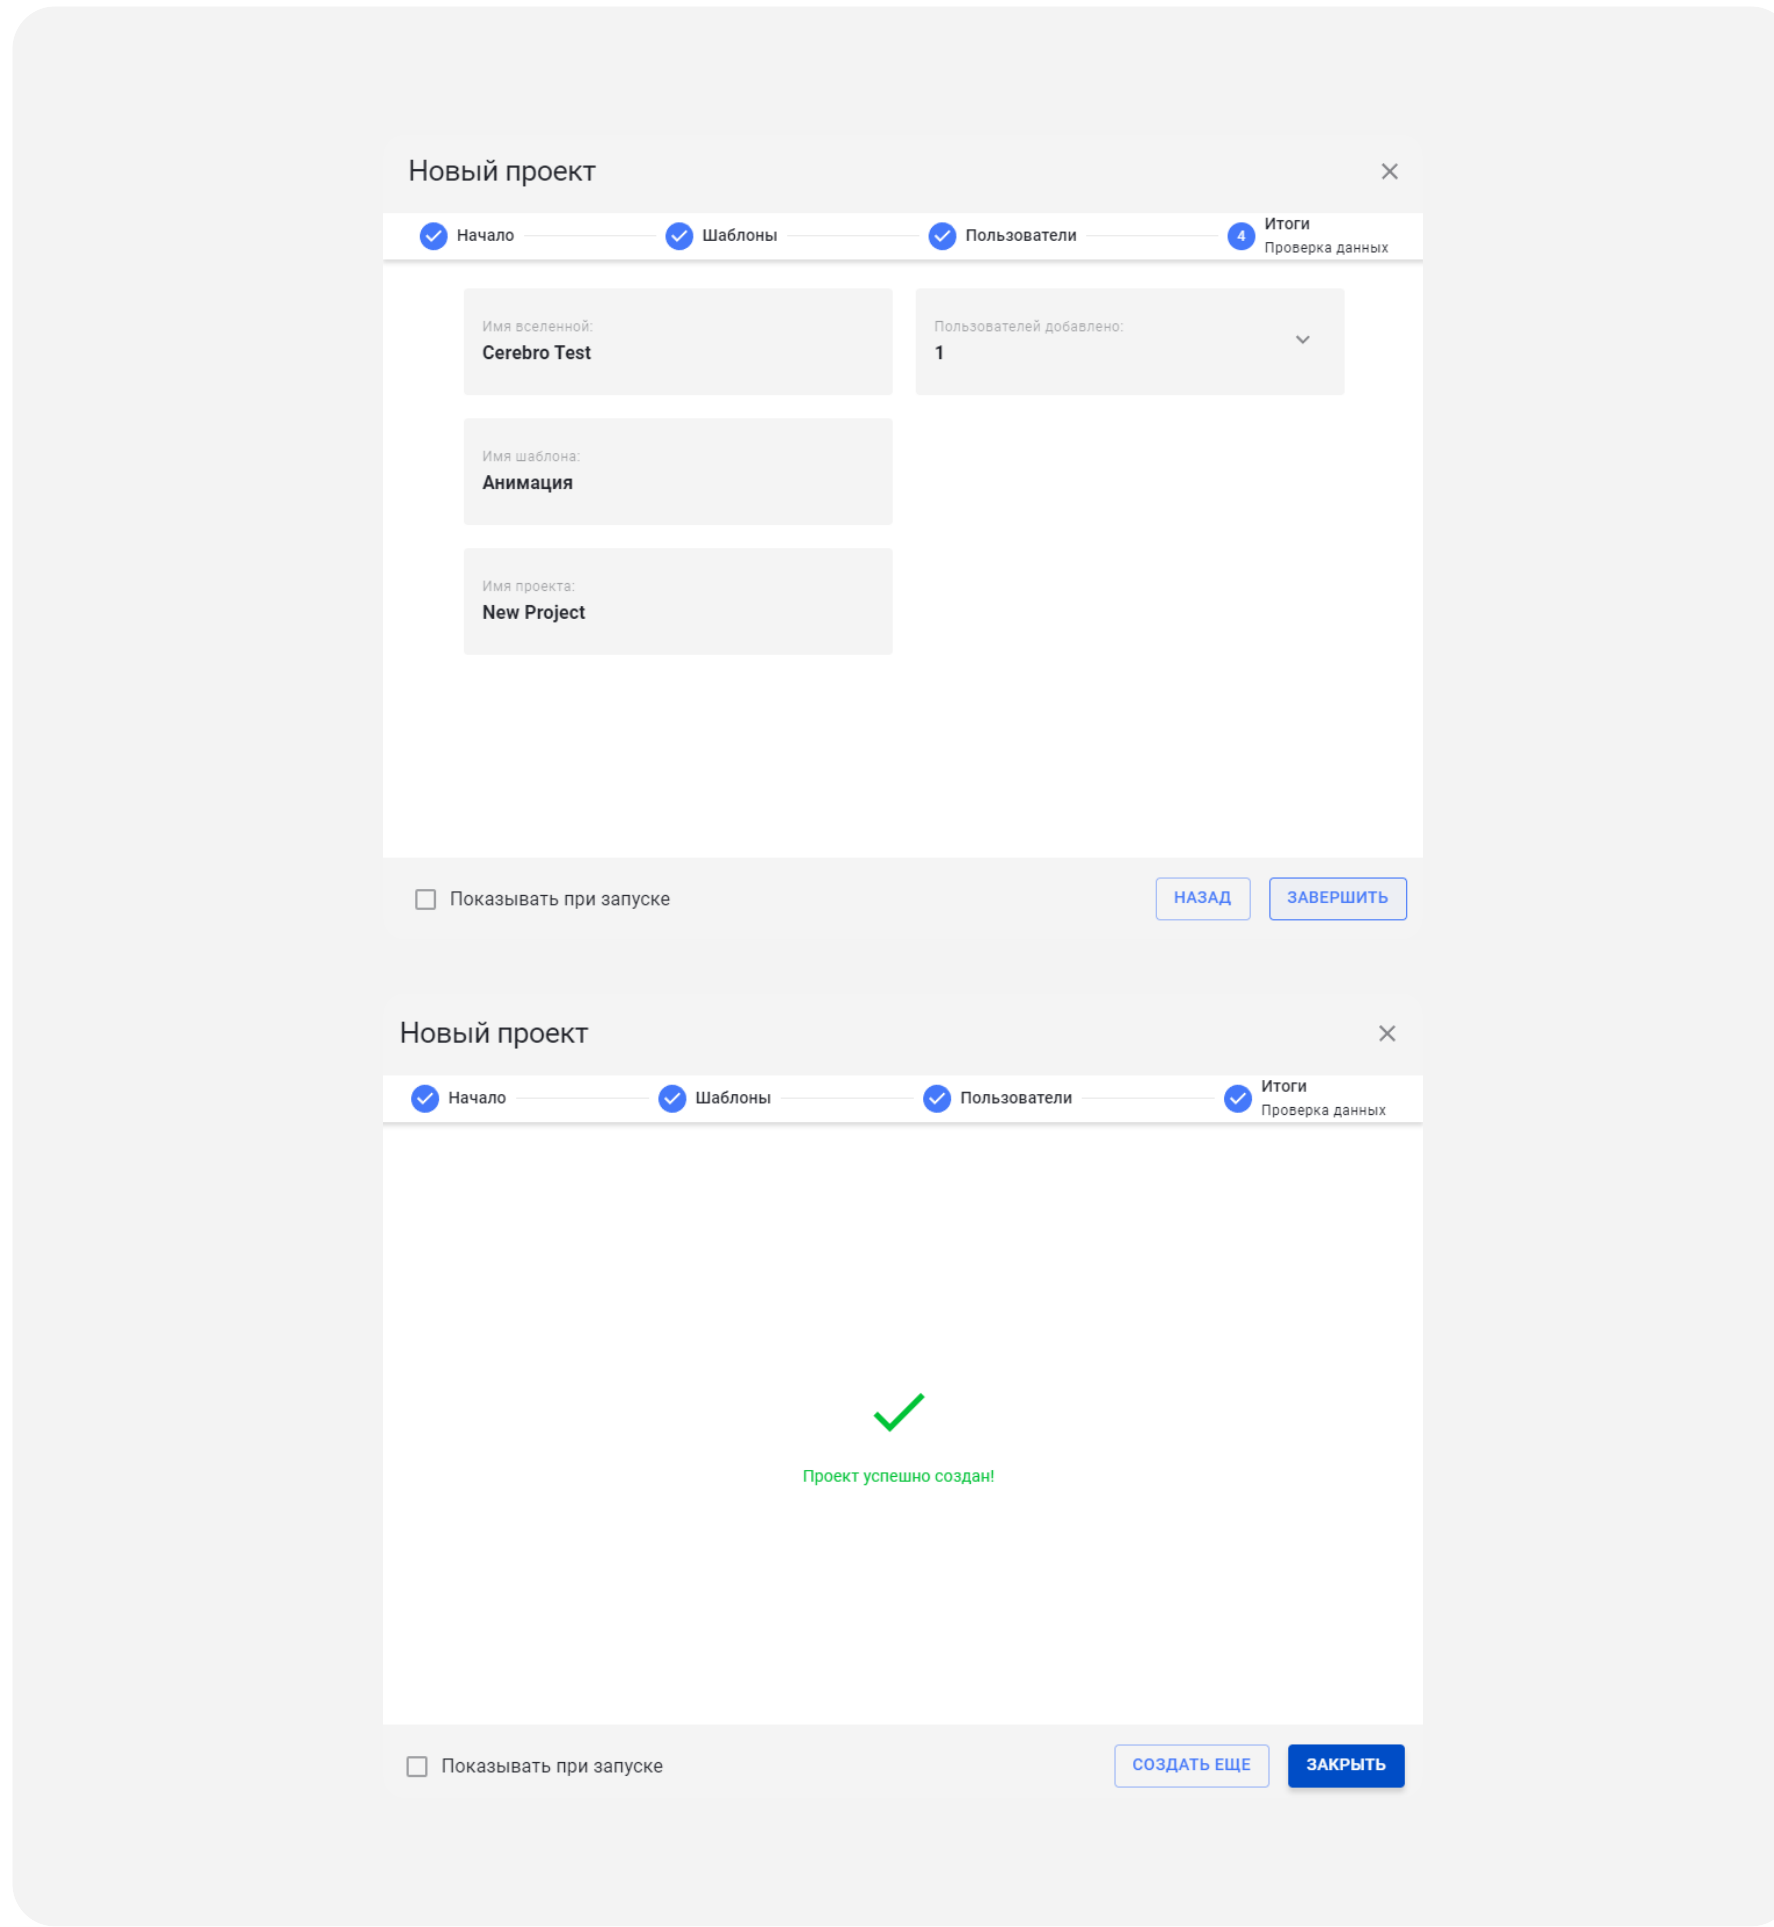 Новый проект
Начало
Шаблоны
Пользователи
4
Итоги
Проверка данных
Имя вселенной:
Cerebro Test
Пользователей добавлено:
1
Имя шаблона:
Анимация
Имя проекта:
New Project
Показывать при запуске
НАЗАД
ЗАВЕРШИТЬ
Новый проект
Начало
Шаблоны
Пользователи
Итоги
Проверка данных
Проект успешно создан!
Показывать при запуске
СОЗДАТЬ ЕЩЕ
ЗАКРЫТЬ